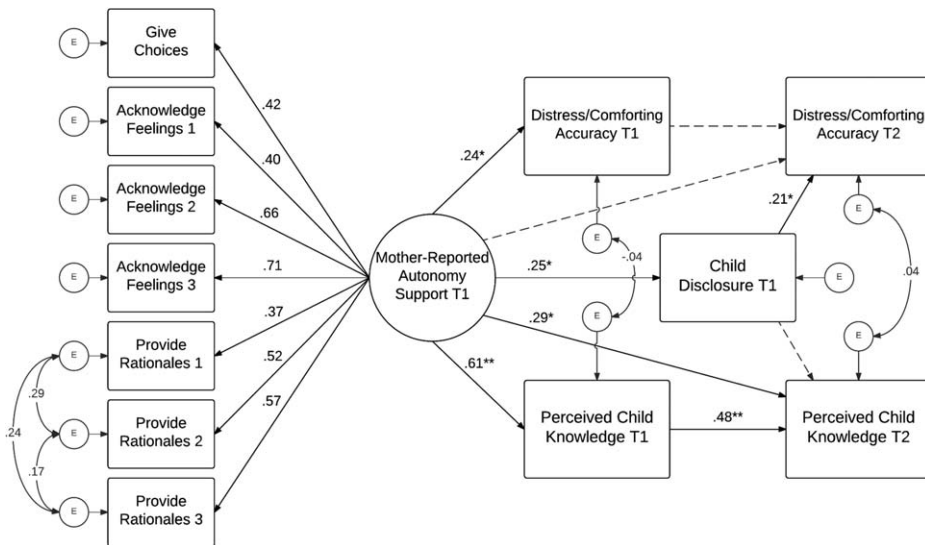 E
Give
Choices
E
Acknowledge
Feelings 1
E
Acknowledge
Feelings 2
E
Acknowledge
Feelings 3
E
Provide
Rationales 1
E
Provide
Rationales 2
E
Provide
Rationales 3
.29
.24
.17
.42
.40
.66
.71
.37
.52
.57
Mother-Reported
Autonomy
Support T1
.24*
.25*
.29*
.61**
Distress/Comforting
Accuracy T1
E
-.04
E
Perceived Child
Knowledge T1
.48**
Child
Disclosure T1
E
.21*
Distress/Comforting
Accuracy T2
E
.04
E
Perceived Child
Knowledge T2